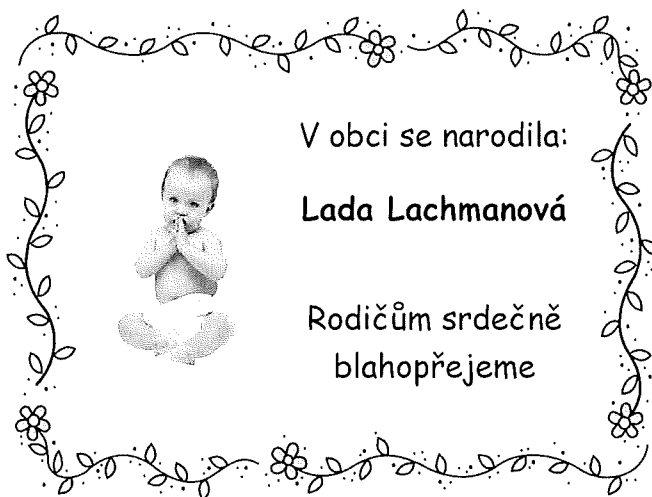 V obci se narodila:
Lada Lachmanová
Rodičům srdečně
blahopřejeme